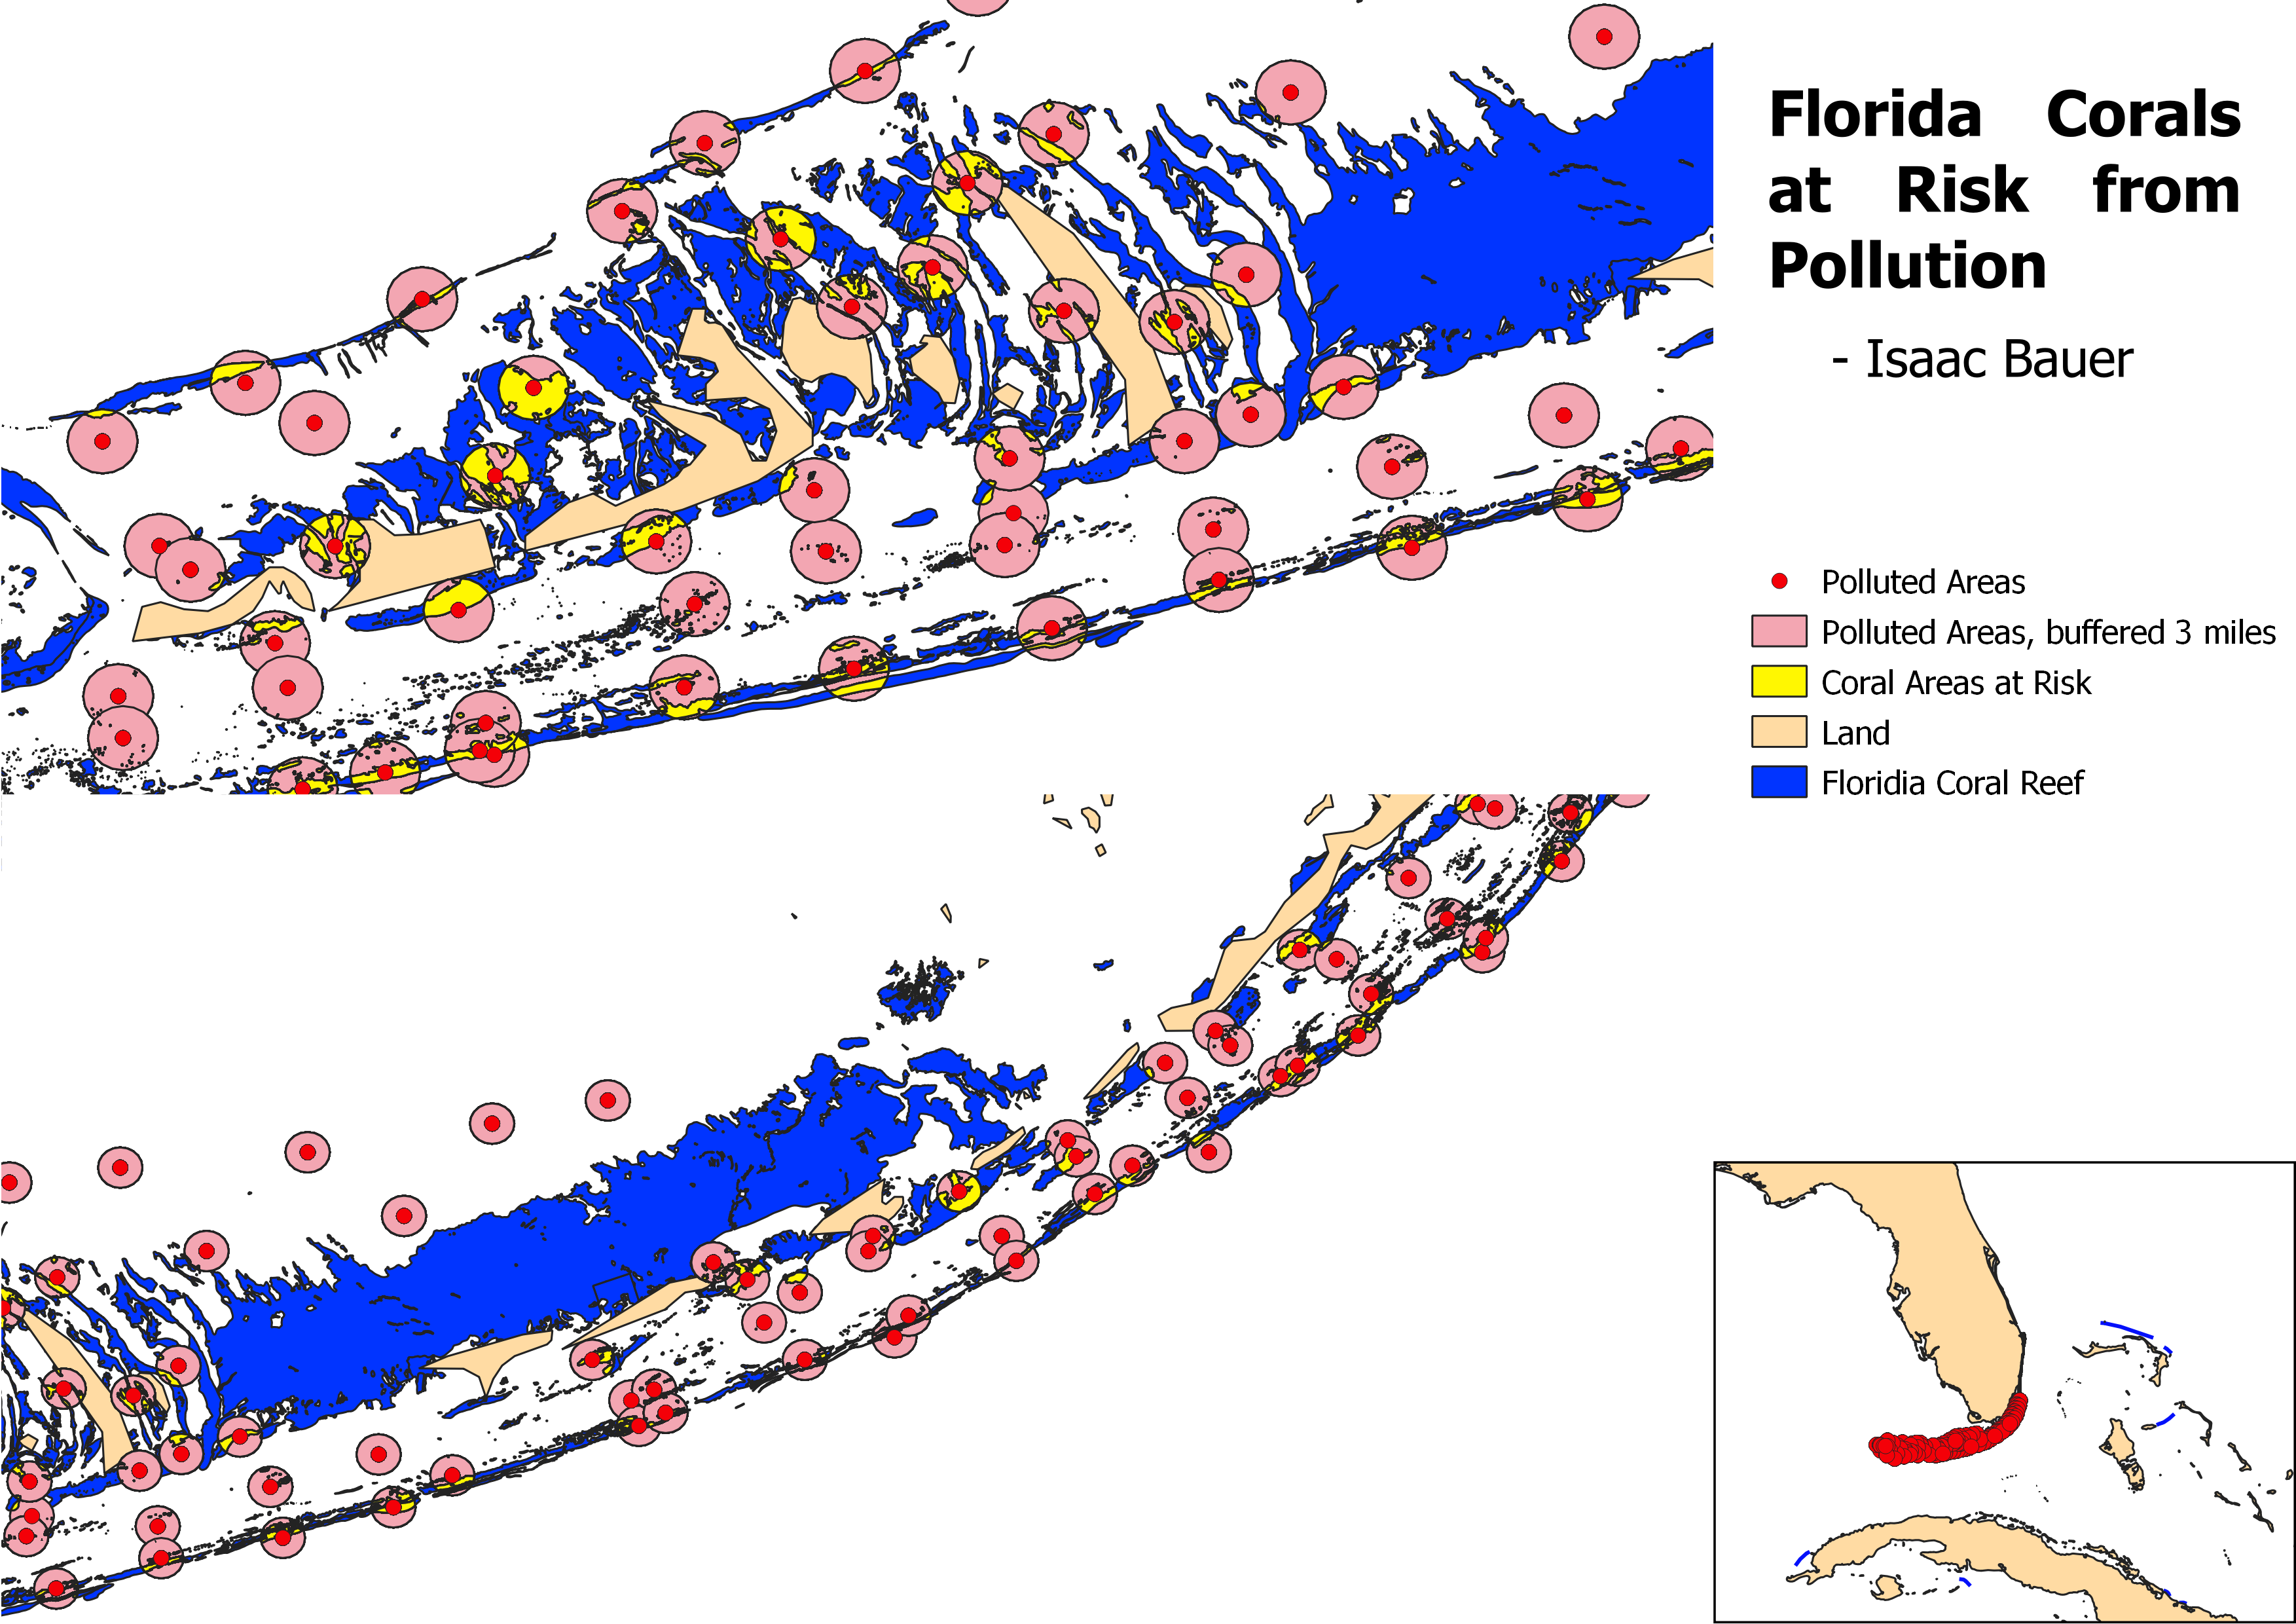 Florida Corals
at Risk from
Pollution
- Isaac Bauer
Polluted Areas
Polluted Areas, buffered 3 miles
Coral Areas at Risk
Land
Floridia Coral Reef